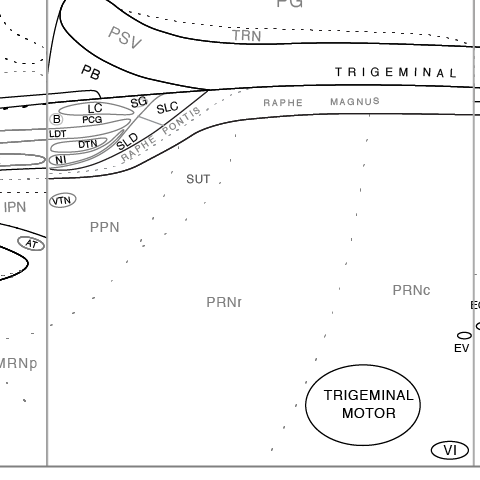 PG
PSV
TRN
PB
TRIGEMINAL
LC
SG
SLC
RAPHE MAGNUS
B
PCG
LDT
DTN
SLD
RAPHE PONTIS
NI
SUT
VTN
IPN
PPN
AT
PRNr
PRNc
EV
MRNp
TRIGEMINAL
MOTOR
VI